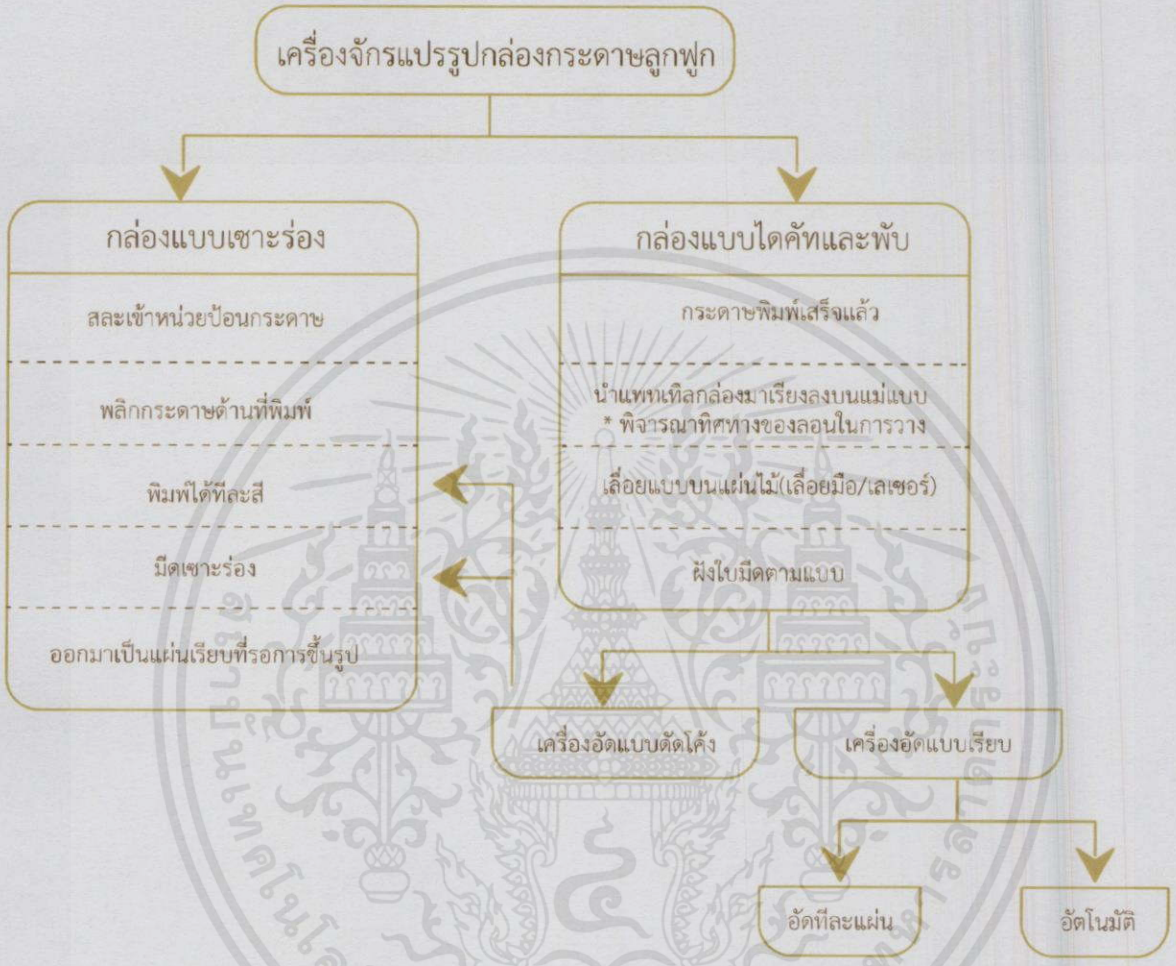 เครื่องจักรแปรรูปกล่องกระดาษลูกฟูก
กล่องแบบเซาะร่อง
สละเข้าหน่วยป้อนกระดาษ
พลิกกระดาษด้านที่พิมพ์
พิมพ์ได้ทีละสี
มีดเซาะร่อง
ออกมาเป็นแผ่นเรียบที่รอการขึ้นรูป
กล่องแบบไดคัทและพับ
กระดาษพิมพ์เสร็จแล้ว
นำแพทเทิลกล่องมาเรียงลงบนแม่แบบ
* พิจารณาทิศทางของลอนในการวาง
เลื่อยแบบบนแผ่นไม้(เลื่อยมือ/เลเซอร์)
ฝังใบมีดตามแบบ
เครื่องอัดแบบดัดโค้ง
เครื่องอัดแบบเรียบ
อัดทีละแผ่น
อัตโนมัติ